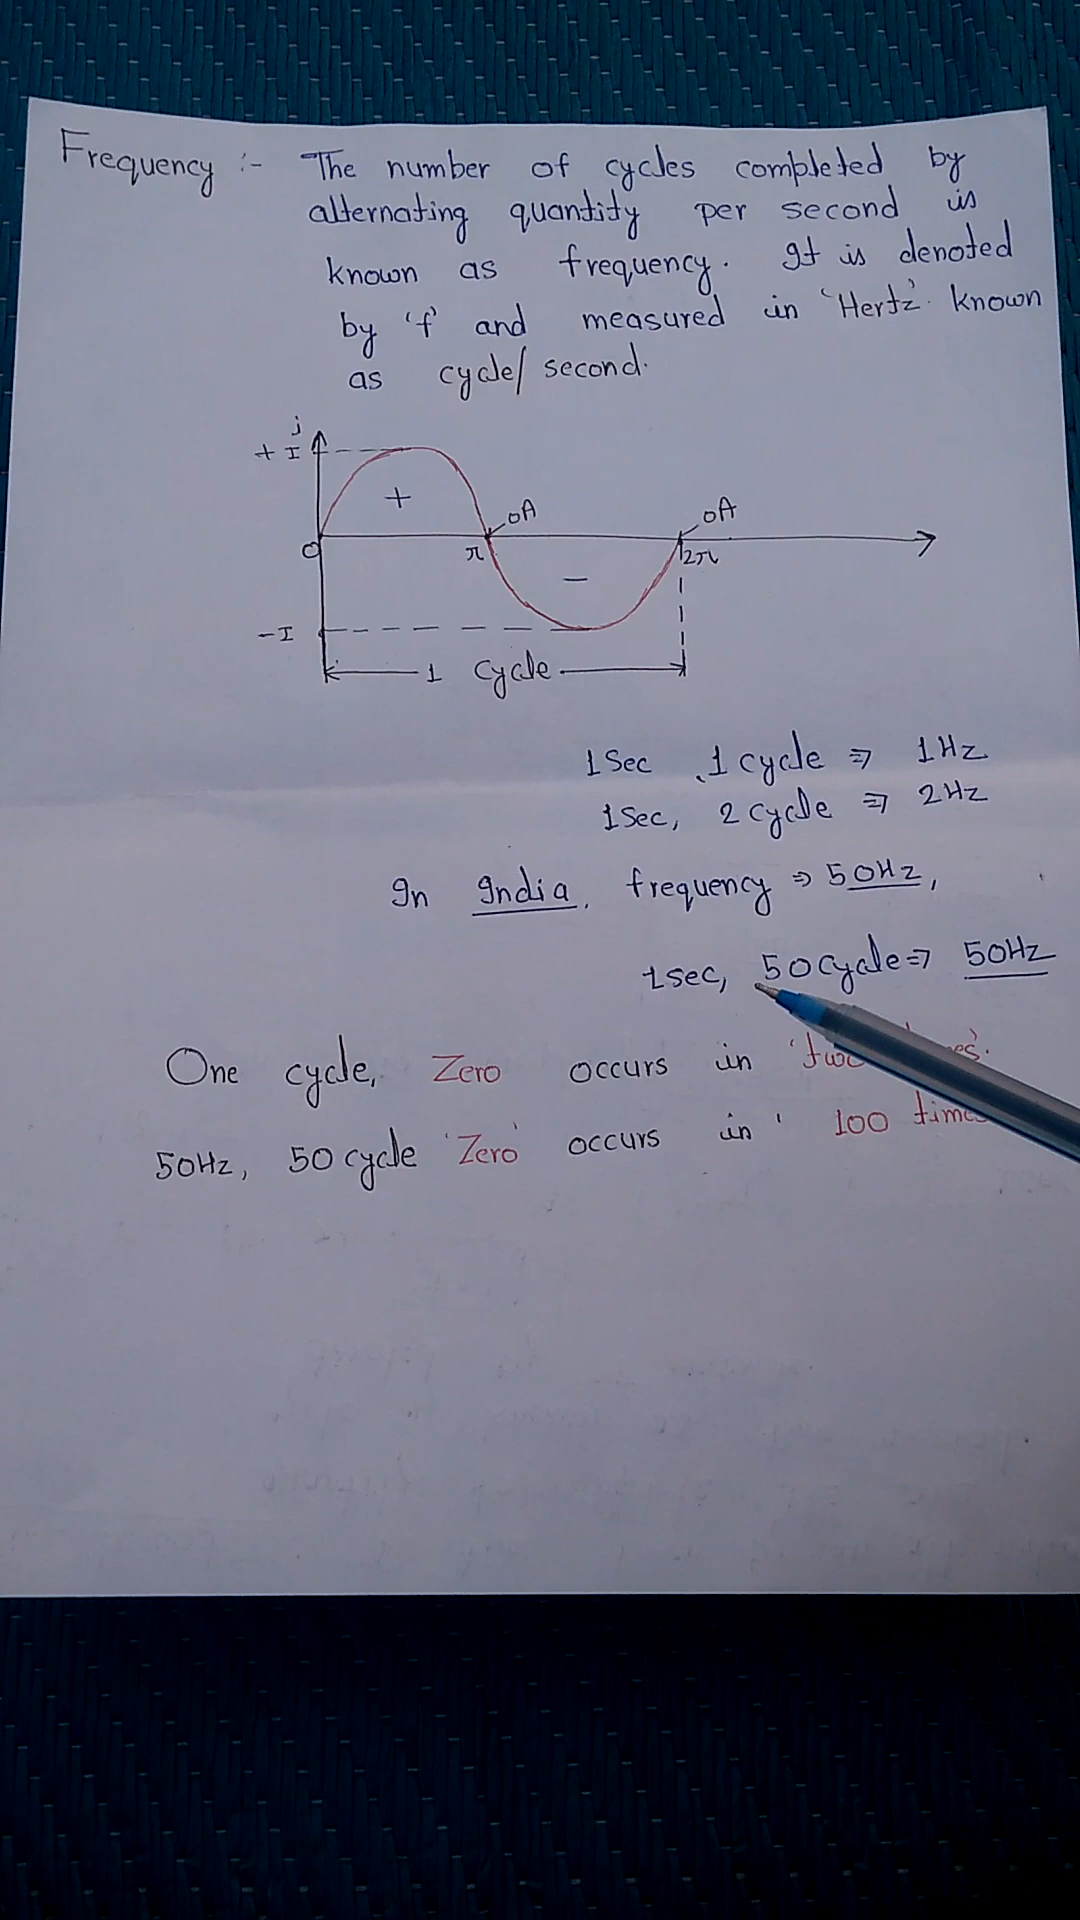 Frequency :- The number of cycles completed by
alternating quantity per second is
known as frequency. It is denoted
by 'f' and measured in 'Hertz'. known
as cycle/second.
j
+ I
+
0A
0A
0
π
2π
-
- I
1 Cycle
1 Sec, 1 cycle ⇒ 1Hz
1 Sec, 2 cycle ⇒ 2Hz
In India, frequency ⇒ 50Hz,
1sec, 50 cycle ⇒ 50Hz
One cycle, Zero occurs in
50Hz, 50 cycle 'Zero' occurs in ' 100